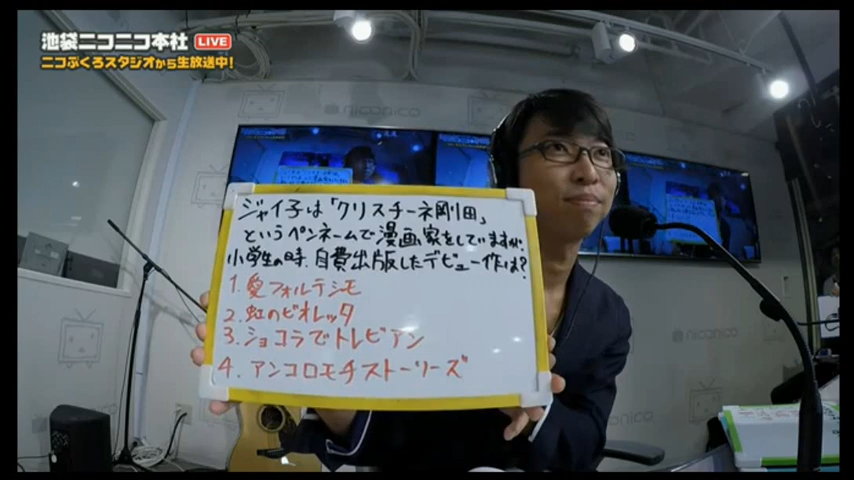 池袋ニコニコ本社 LIVE
ニコぶくろスタジオから生放送中!
niconico
ジャイ子は「クリスチーネ剛田」
というペンネームで漫画家をしていますが、
小学生の時、自費出版したデビュー作は?
1. 愛フォルテシモ
2. 虹のビオレッタ
3. ショコラでトレビアン
4. アンコロモチストーリーズ
niconico
niconico